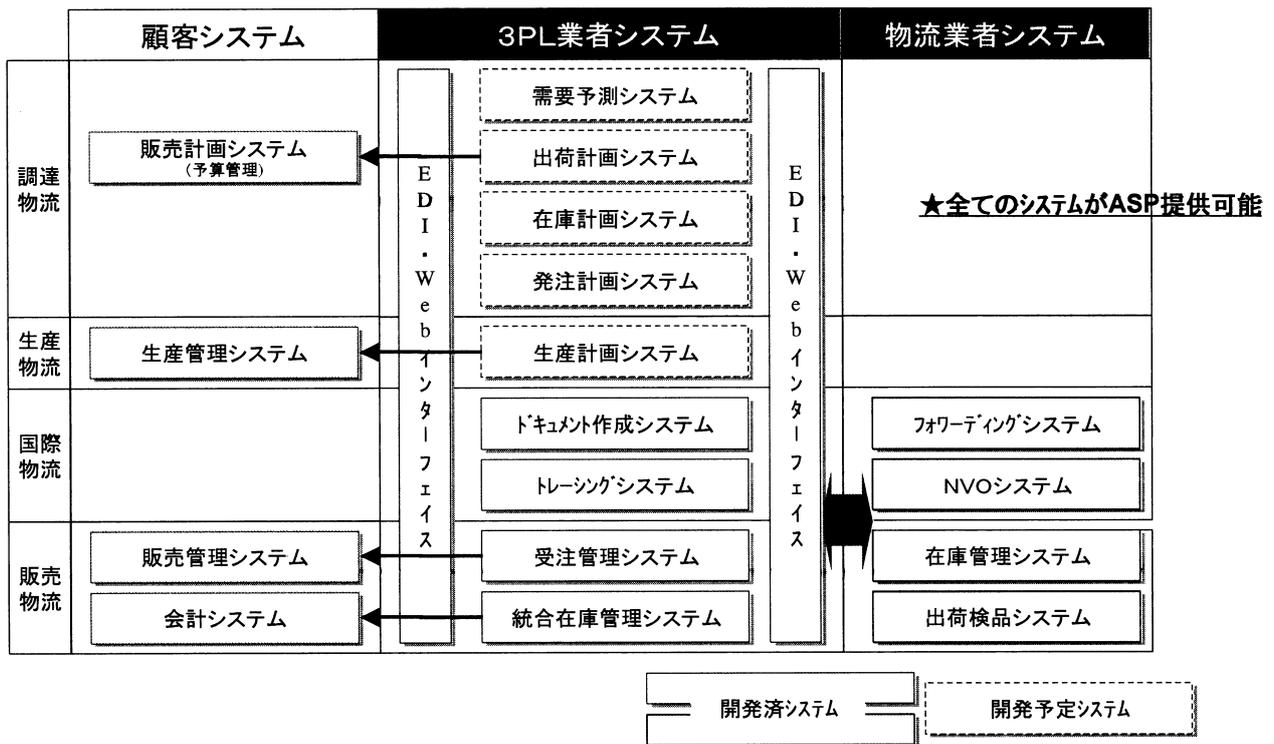 顧客システム
3PL業者システム
物流業者システム
調達
物流
販売計画システム
(予算管理)
EDI・Webインターフェイス
需要予測システム
出荷計画システム
在庫計画システム
発注計画システム
EDI・Webインターフェイス
★全てのｼｽﾃﾑがASP提供可能
生産
物流
生産管理システム
生産計画システム
国際
物流
ﾄﾞｷｭﾒﾝﾄ作成システム
ﾄﾚｰｼﾝｸﾞシステム
ﾌｫﾜｰﾃﾞｨﾝｸﾞシステム
NVOシステム
販売
物流
販売管理システム
受注管理システム
在庫管理システム
会計システム
統合在庫管理システム
出荷検品システム
開発済ｼｽﾃﾑ
開発予定ｼｽﾃﾑ